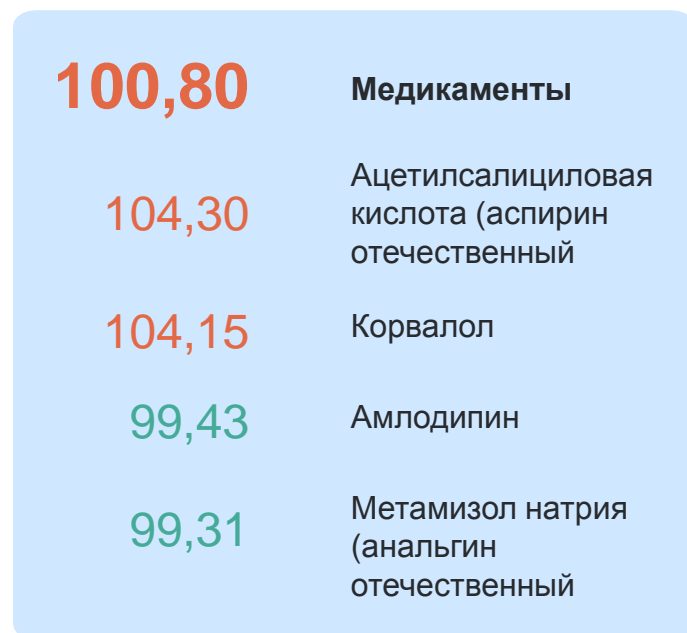 100,80 Медикаменты
104,30 Ацетилсалициловая
кислота (аспирин
отечественный
104,15 Корвалол
99,43 Амлодипин
99,31 Метамизол натрия
(анальгин
отечественный